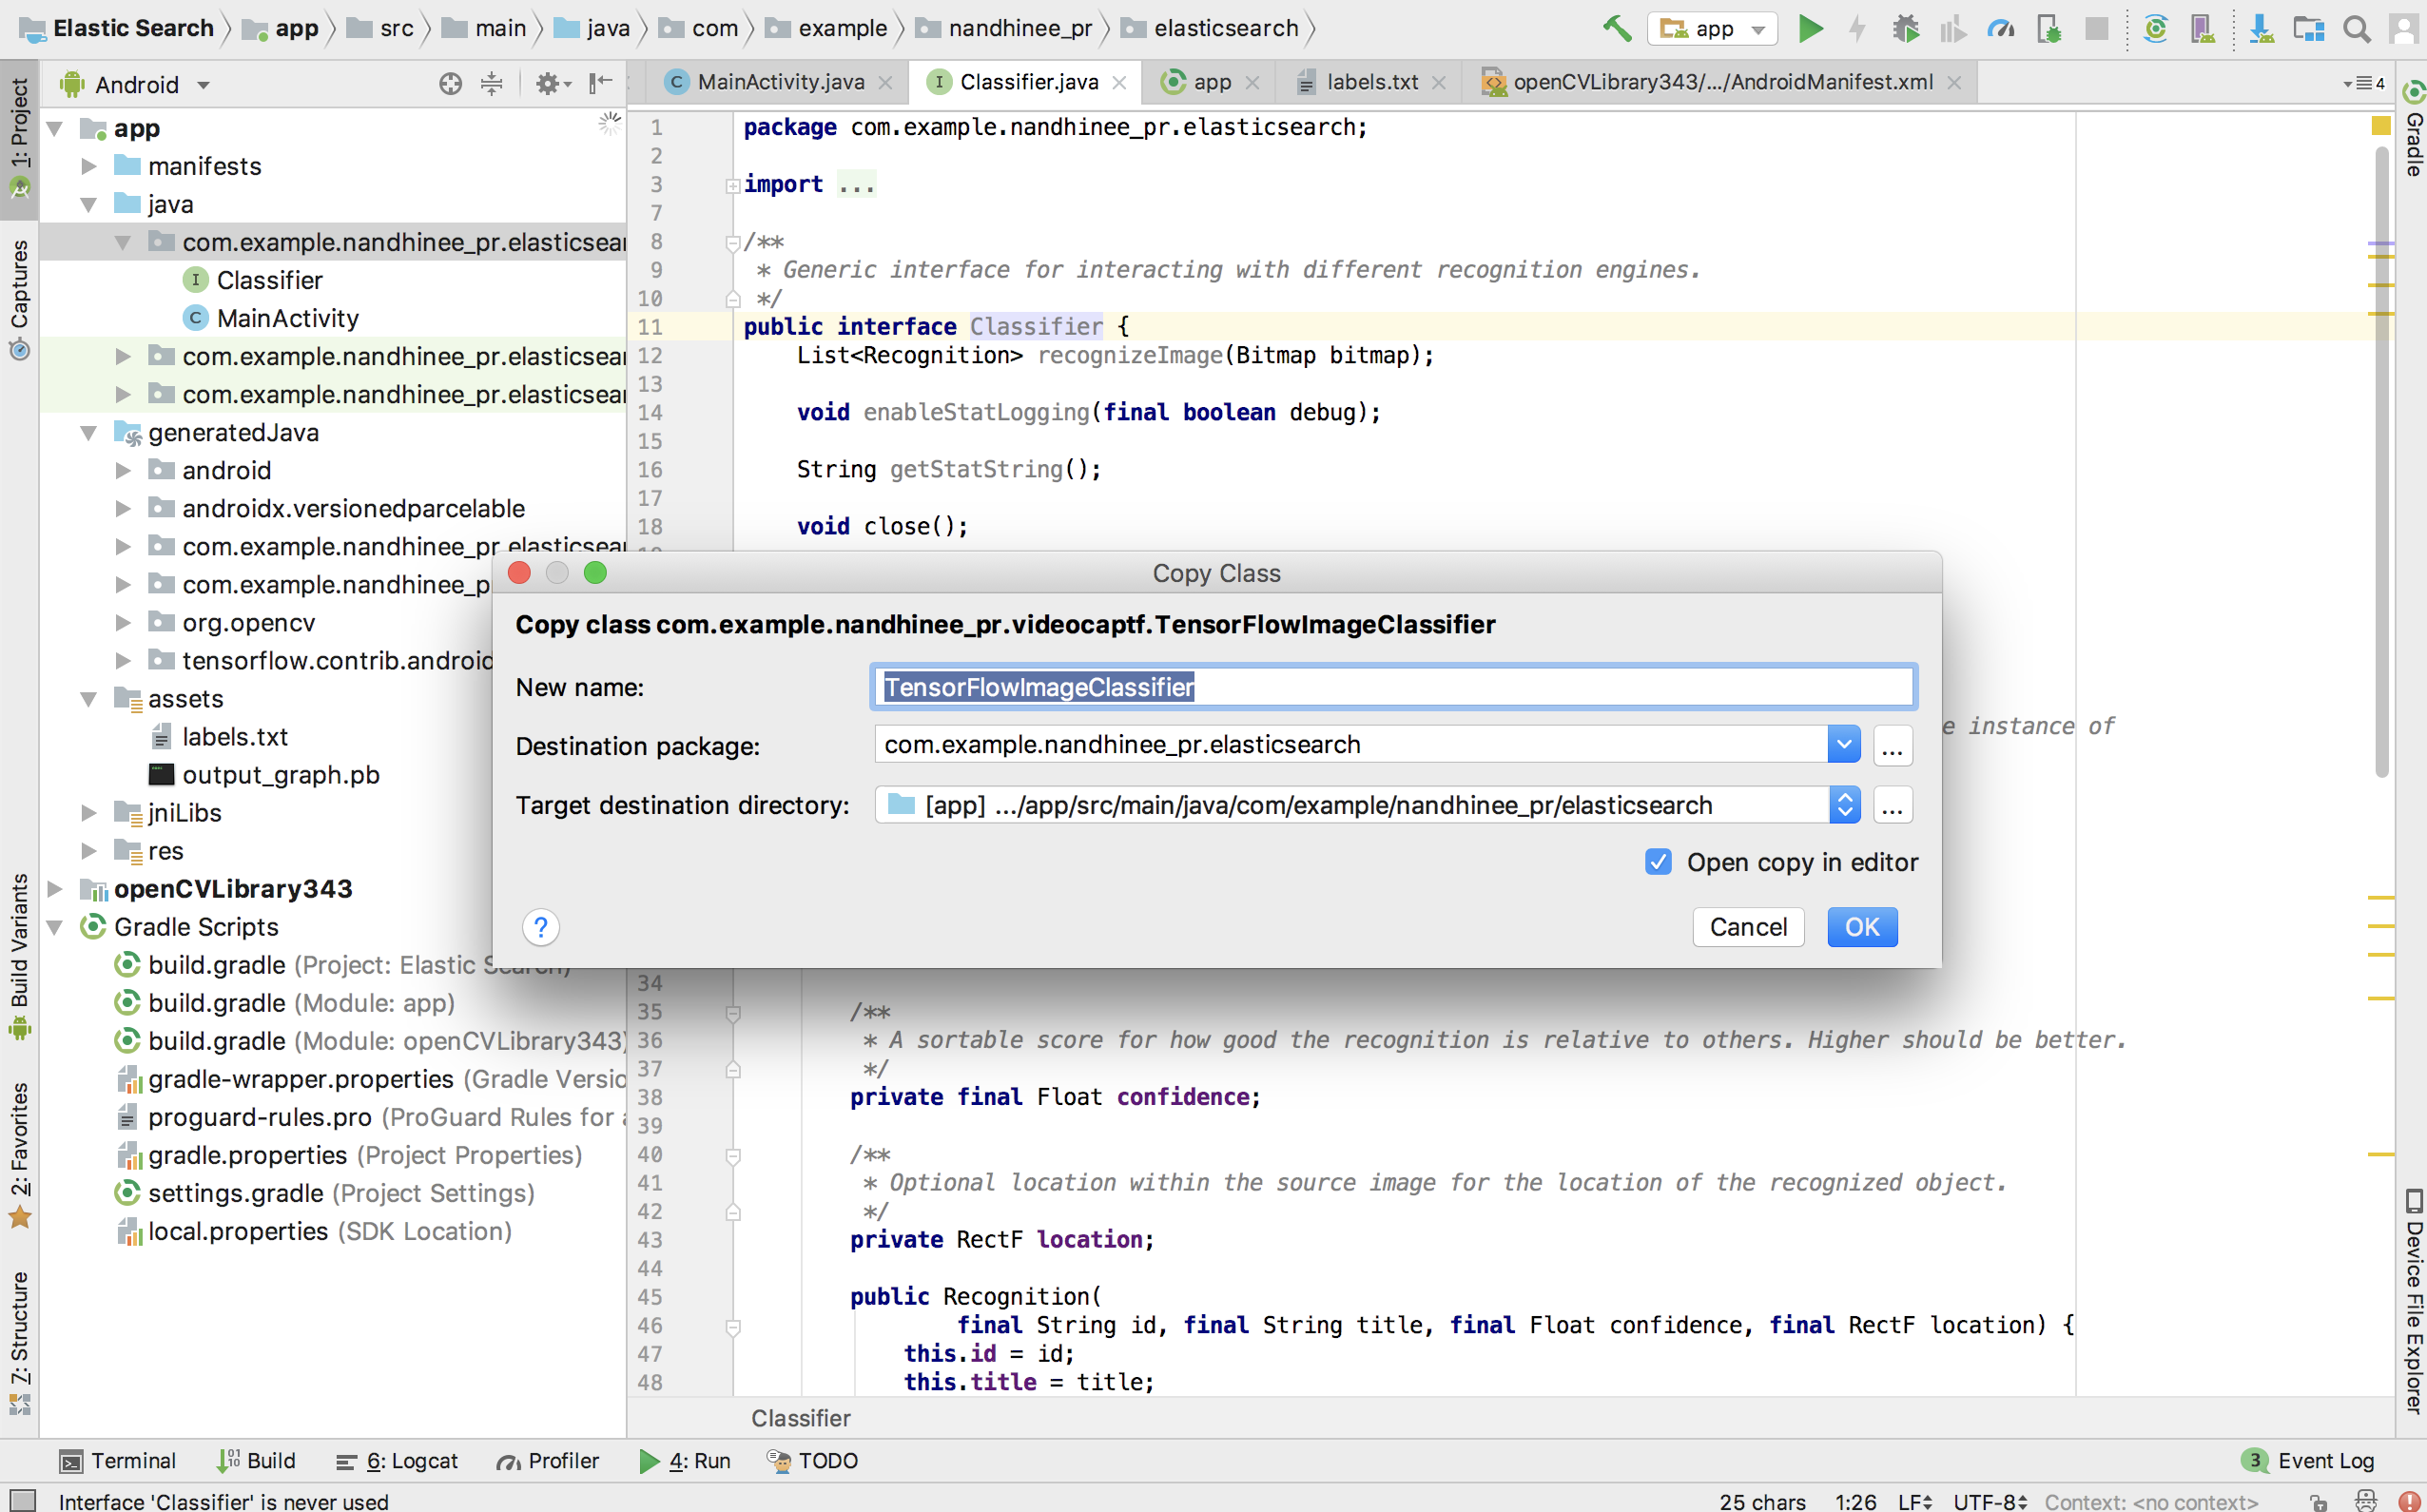 Elastic Search app src main java com example nandhinee_pr elasticsearch app
1: Project
Captures
Build Variants
2: Favorites
7: Structure
Android
app
manifests
java
com.example.nandhinee_pr.elasticsear
Classifier
MainActivity
com.example.nandhinee_pr.elasticsear
com.example.nandhinee_pr.elasticsear
generatedJava
android
androidx.versionedparcelable
com.example.nandhinee_pr.elasticsear
com.example.nandhinee_p
org.opencv
tensorflow.contrib.android
assets
labels.txt
output_graph.pb
jniLibs
res
openCVLibrary343
Gradle Scripts
build.gradle (Project: Elastic Search)
build.gradle (Module: app)
build.gradle (Module: openCVLibrary343)
gradle-wrapper.properties (Gradle Versio
proguard-rules.pro (ProGuard Rules for a
gradle.properties (Project Properties)
settings.gradle (Project Settings)
local.properties (SDK Location)
MainActivity.java Classifier.java app labels.txt openCVLibrary343/.../AndroidManifest.xml 4
1 package com.example.nandhinee_pr.elasticsearch;
2
3 import ...
7
8 /**
9 * Generic interface for interacting with different recognition engines.
10 */
11 public interface Classifier {
12 List<Recognition> recognizeImage(Bitmap bitmap);
13
14 void enableStatLogging(final boolean debug);
15
16 String getStatString();
17
18 void close();
Copy Class
Copy class com.example.nandhinee_pr.videocaptf.TensorFlowImageClassifier
New name: TensorFlowImageClassifier
Destination package: com.example.nandhinee_pr.elasticsearch ...
Target destination directory: [app] .../app/src/main/java/com/example/nandhinee_pr/elasticsearch ...
Open copy in editor
? Cancel OK
e instance of
34
35 /**
36 * A sortable score for how good the recognition is relative to others. Higher should be better.
37 */
38 private final Float confidence;
39
40 /**
41 * Optional location within the source image for the location of the recognized object.
42 */
43 private RectF location;
44
45 public Recognition(
46 final String id, final String title, final Float confidence, final RectF location) {
47 this.id = id;
48 this.title = title;
Classifier
Gradle
Device File Explorer
Terminal Build 6: Logcat Profiler 4: Run TODO 3 Event Log
Interface 'Classifier' is never used 25 chars 1:26 LF UTF-8 Context: <no context>